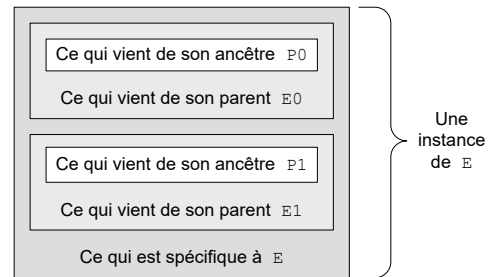 Ce qui vient de son ancêtre P0
Ce qui vient de son parent E0
Ce qui vient de son ancêtre P1
Ce qui vient de son parent E1
Ce qui est spécifique à E
Une
instance
de E